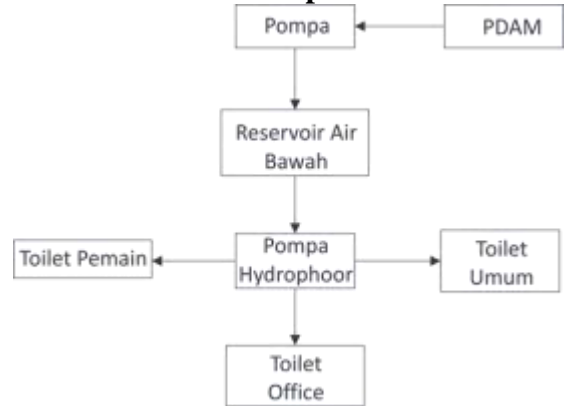 Pompa
PDAM
Reservoir Air
Bawah
Toilet Pemain
Pompa
Hydrophoor
Toilet
Umum
Toilet
Office